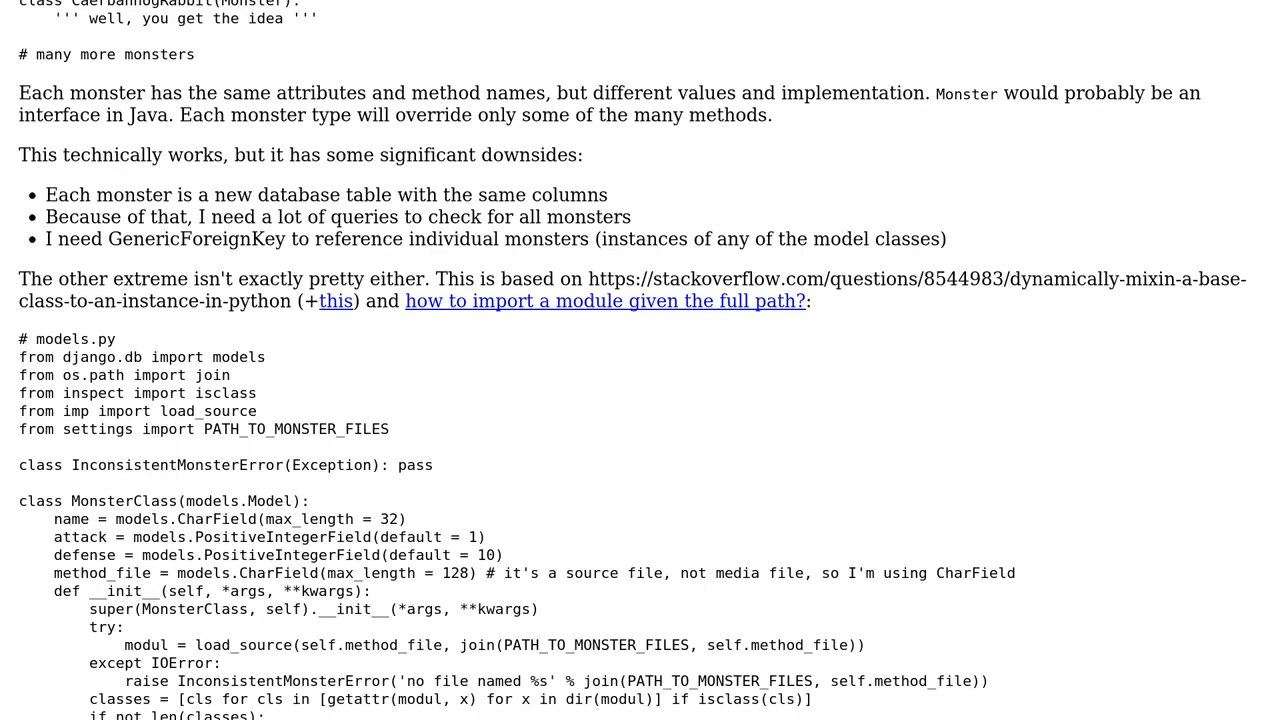 class CaerbannogRabbit(Monster):
    ''' well, you get the idea '''

# many more monsters
Each monster has the same attributes and method names, but different values and implementation. Monster would probably be an
interface in Java. Each monster type will override only some of the many methods.
This technically works, but it has some significant downsides:
• Each monster is a new database table with the same columns
• Because of that, I need a lot of queries to check for all monsters
• I need GenericForeignKey to reference individual monsters (instances of any of the model classes)
The other extreme isn't exactly pretty either. This is based on https://stackoverflow.com/questions/8544983/dynamically-mixin-a-base-
class-to-an-instance-in-python (+this) and how to import a module given the full path?:
# models.py
from django.db import models
from os.path import join
from inspect import isclass
from imp import load_source
from settings import PATH_TO_MONSTER_FILES

class InconsistentMonsterError(Exception): pass

class MonsterClass(models.Model):
    name = models.CharField(max_length = 32)
    attack = models.PositiveIntegerField(default = 1)
    defense = models.PositiveIntegerField(default = 10)
    method_file = models.CharField(max_length = 128) # it's a source file, not media file, so I'm using CharField
    def __init__(self, *args, **kwargs):
        super(MonsterClass, self).__init__(*args, **kwargs)
        try:
            modul = load_source(self.method_file, join(PATH_TO_MONSTER_FILES, self.method_file))
        except IOError:
            raise InconsistentMonsterError('no file named %s' % join(PATH_TO_MONSTER_FILES, self.method_file))
        classes = [cls for cls in [getattr(modul, x) for x in dir(modul)] if isclass(cls)]
        if not len(classes):